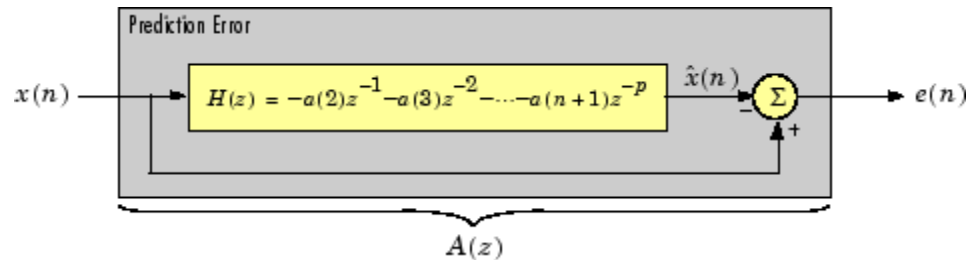 Prediction Error
x(n)
H(z) = −a(2)z⁻¹−a(3)z⁻²−⋯−a(n+1)z⁻ᵖ
x̂(n)
−
Σ
+
e(n)
A(z)